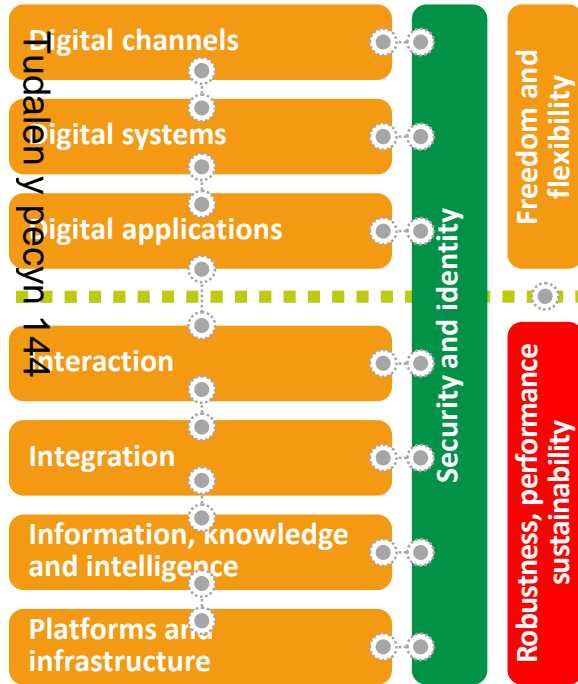 Digital channels
Digital systems
Digital applications
Interaction
Integration
Information, knowledge
and intelligence
Platforms and
infrastructure
Security and identity
Freedom and
flexibility
Robustness, performance
sustainability
Tudalen y pecyn 144